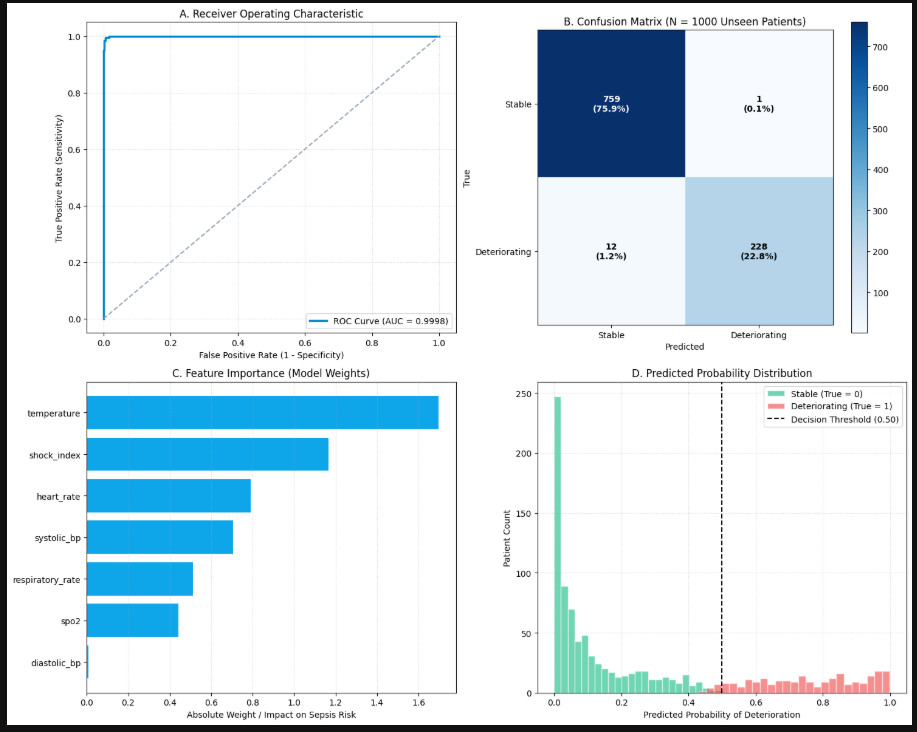 A. Receiver Operating Characteristic
1.0
0.8
0.6
0.4
0.2
0.0
True Positive Rate (Sensitivity)
0.0 0.2 0.4 0.6 0.8 1.0
False Positive Rate (1 - Specificity)
ROC Curve (AUC = 0.9998)
B. Confusion Matrix (N = 1000 Unseen Patients)
True
Stable
Deteriorating
759
(75.9%)
1
(0.1%)
12
(1.2%)
228
(22.8%)
Stable Deteriorating
Predicted
700
600
500
400
300
200
100
C. Feature Importance (Model Weights)
temperature
shock_index
heart_rate
systolic_bp
respiratory_rate
spo2
diastolic_bp
0.0 0.2 0.4 0.6 0.8 1.0 1.2 1.4 1.6
Absolute Weight / Impact on Sepsis Risk
D. Predicted Probability Distribution
Stable (True = 0)
Deteriorating (True = 1)
Decision Threshold (0.50)
250
200
150
100
50
0
Patient Count
0.0 0.2 0.4 0.6 0.8 1.0
Predicted Probability of Deterioration